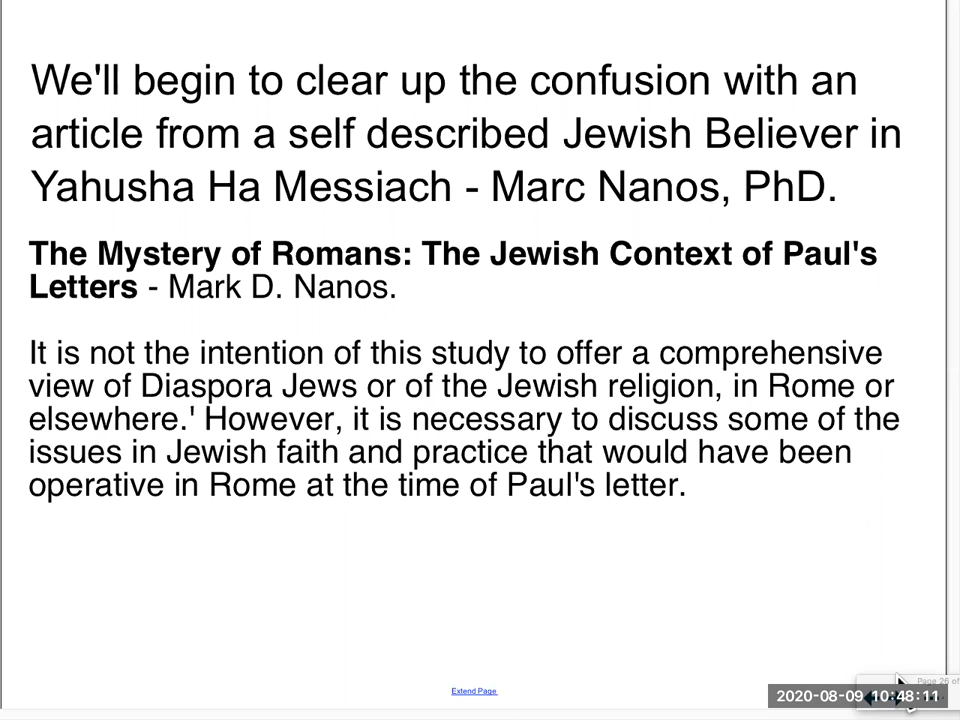 We'll begin to clear up the confusion with an
article from a self described Jewish Believer in
Yahusha Ha Messiach - Marc Nanos, PhD.
The Mystery of Romans: The Jewish Context of Paul's
Letters - Mark D. Nanos.
It is not the intention of this study to offer a comprehensive
view of Diaspora Jews or of the Jewish religion, in Rome or
elsewhere.' However, it is necessary to discuss some of the
issues in Jewish faith and practice that would have been
operative in Rome at the time of Paul's letter.
Extend Page
Page 26 of
2020-08-09 10:48:11